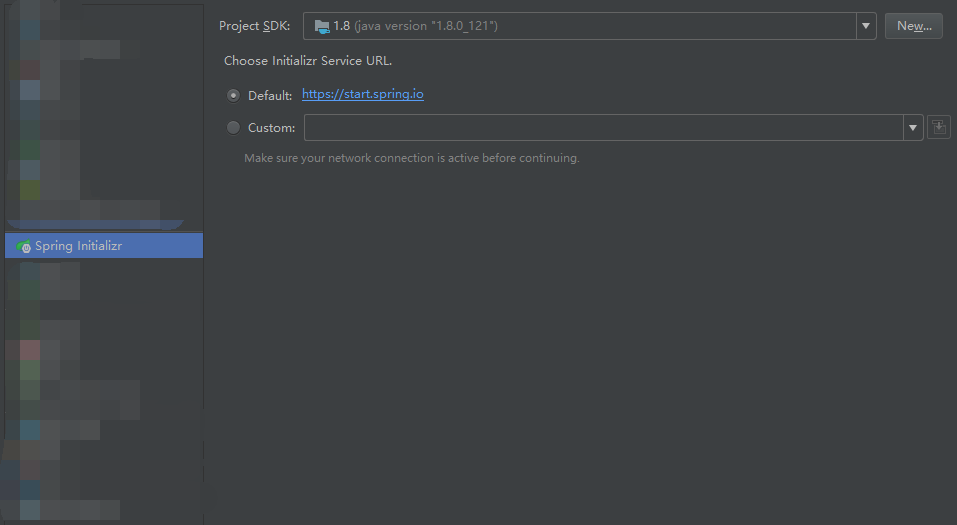 Project SDK: 1.8 (java version "1.8.0_121") New...
Choose Initializr Service URL.
Default: https://start.spring.io
Custom:
Make sure your network connection is active before continuing.
Spring Initializr